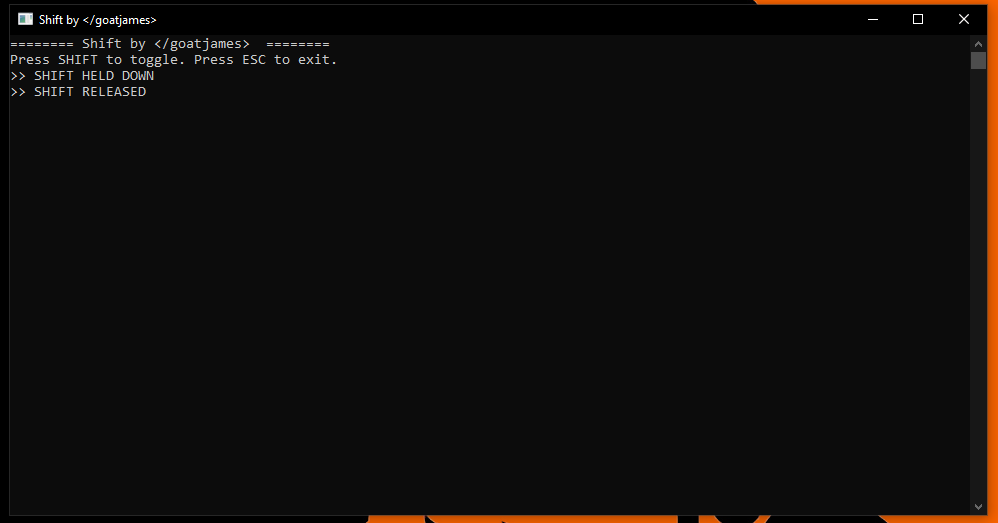 Shift by </goatjames>
======== Shift by </goatjames>  ========
Press SHIFT to toggle. Press ESC to exit.
>> SHIFT HELD DOWN
>> SHIFT RELEASED